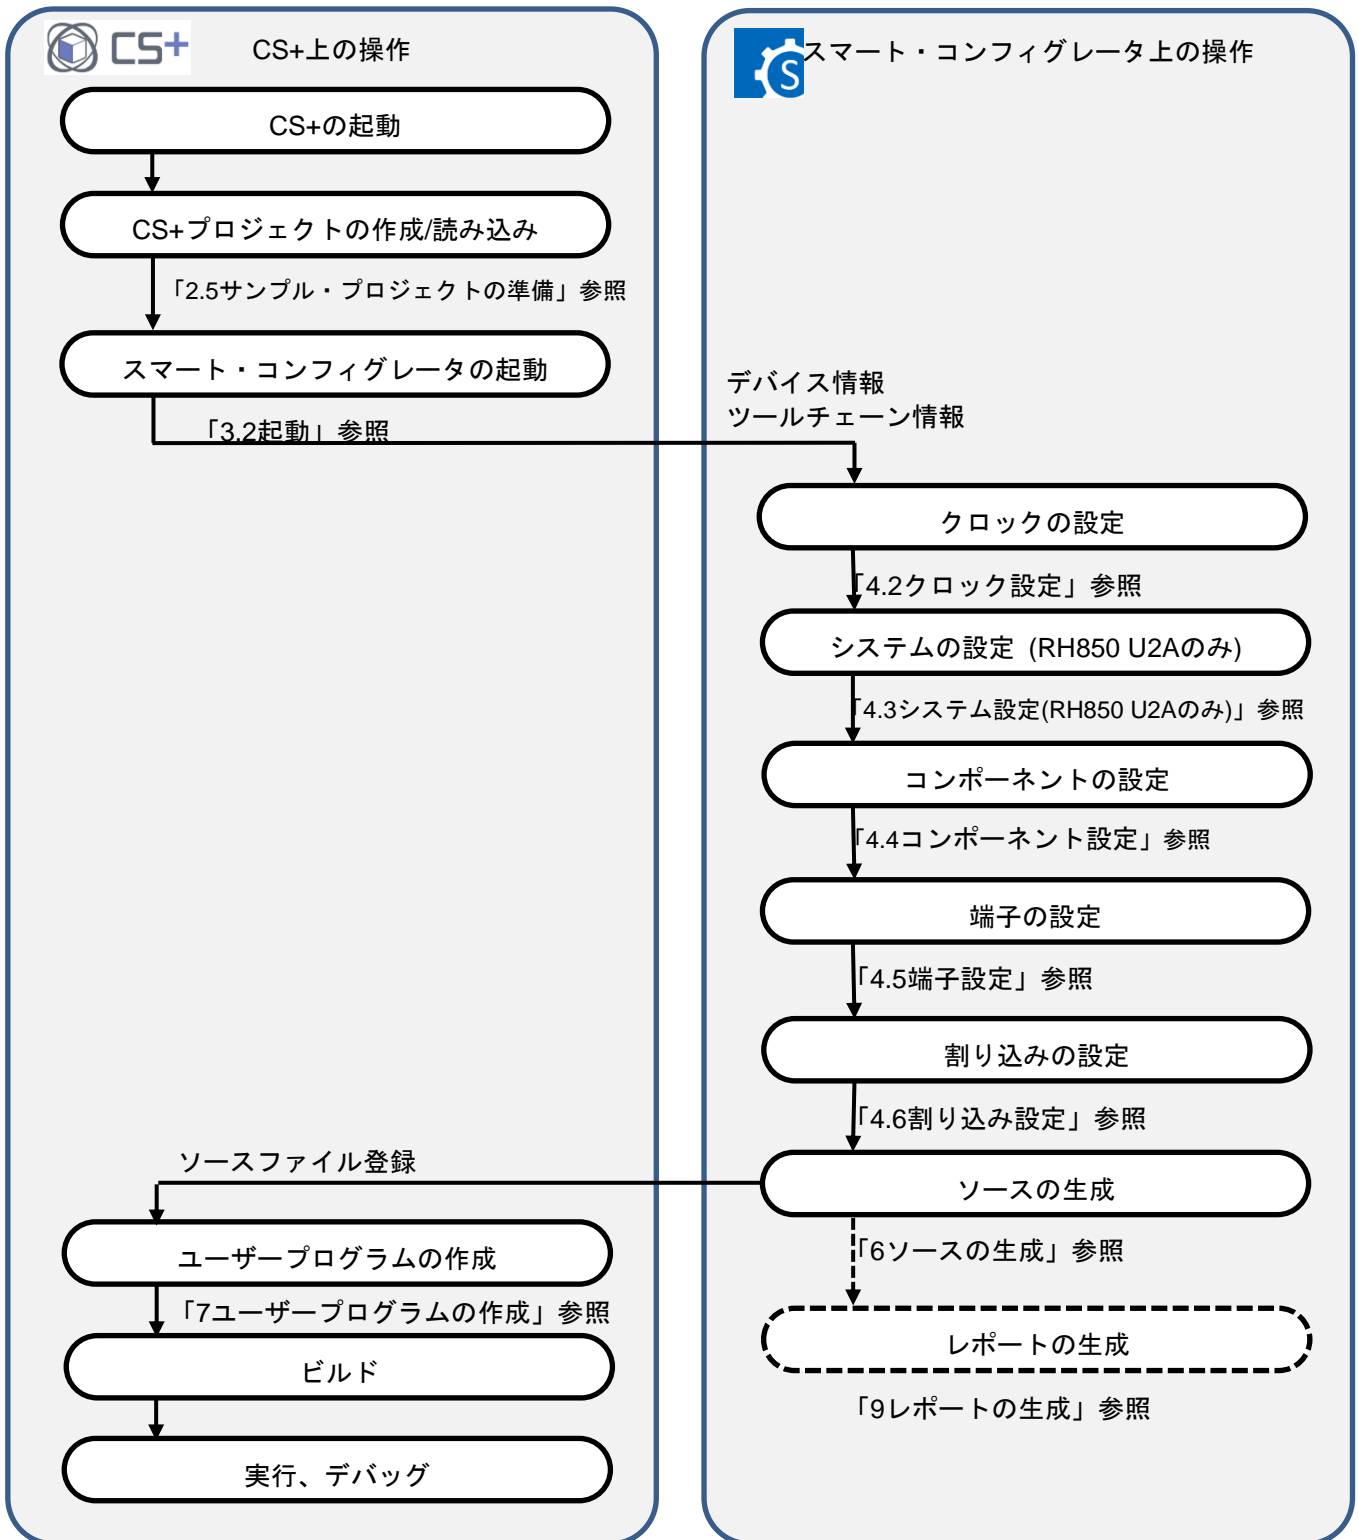 CS+
CS+上の操作
CS+の起動
CS+プロジェクトの作成/読み込み
「2.5サンプル・プロジェクトの準備」参照
スマート・コンフィグレータの起動
「3.2起動」参照
S
スマート・コンフィグレータ上の操作
デバイス情報
ツールチェーン情報
クロックの設定
「4.2クロック設定」参照
システムの設定 (RH850 U2Aのみ)
「4.3システム設定(RH850 U2Aのみ)」参照
コンポーネントの設定
「4.4コンポーネント設定」参照
端子の設定
「4.5端子設定」参照
割り込みの設定
「4.6割り込み設定」参照
ソースの生成
「6ソースの生成」参照
レポートの生成
「9レポートの生成」参照
ソースファイル登録
ユーザープログラムの作成
「7ユーザープログラムの作成」参照
ビルド
実行、デバッグ